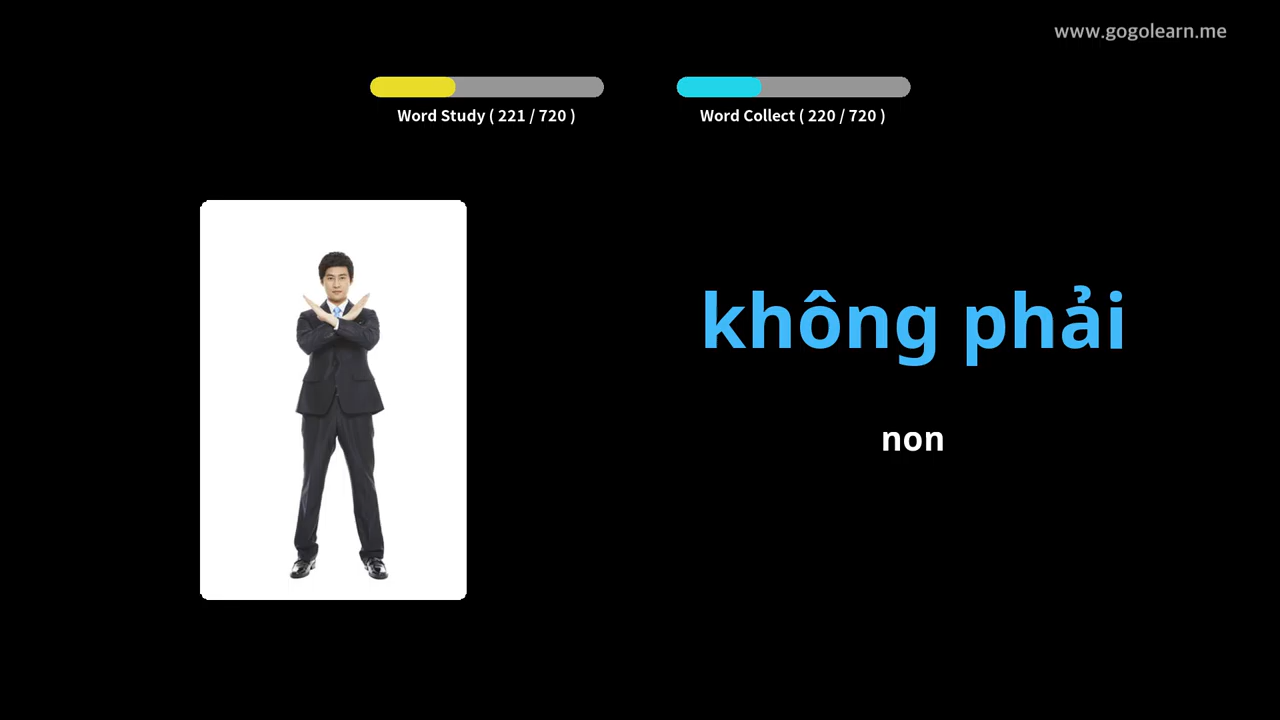 www.gogolearn.me
Word Study ( 221 / 720 )
Word Collect ( 220 / 720 )
không phải
non